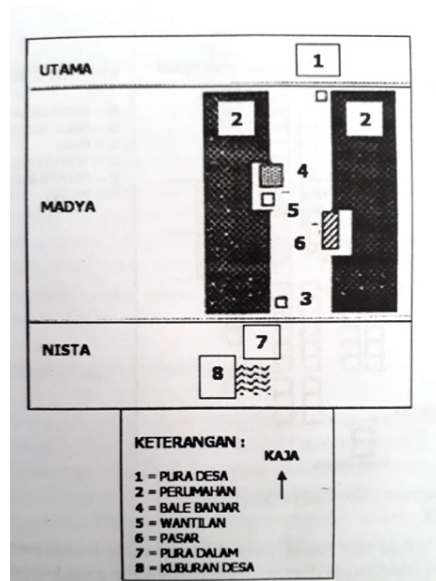 UTAMA
1
2
2
4
MADYA
5
6
3
NISTA
7
8
KETERANGAN :
KAJA
1 = PURA DESA
2 = PERUMAHAN
4 = BALE BANJAR
5 = WANTILAN
6 = PASAR
7 = PURA DALAM
8 = KUBURAN DESA